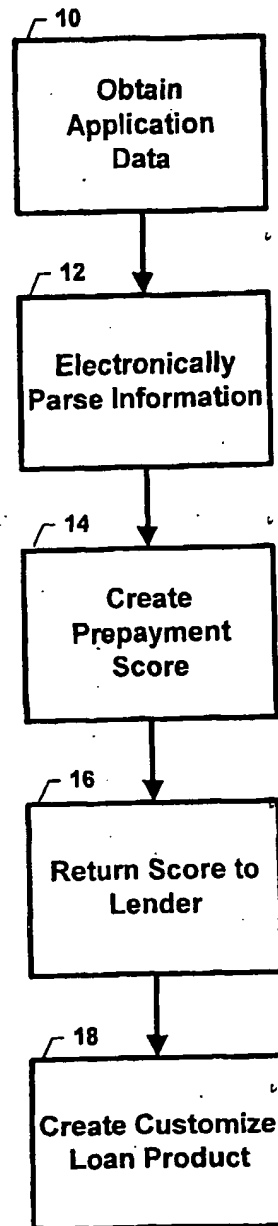 10
Obtain
Application
Data
12
Electronically
Parse Information
14
Create
Prepayment
Score
16
Return Score to
Lender
18
Create Customize
Loan Product